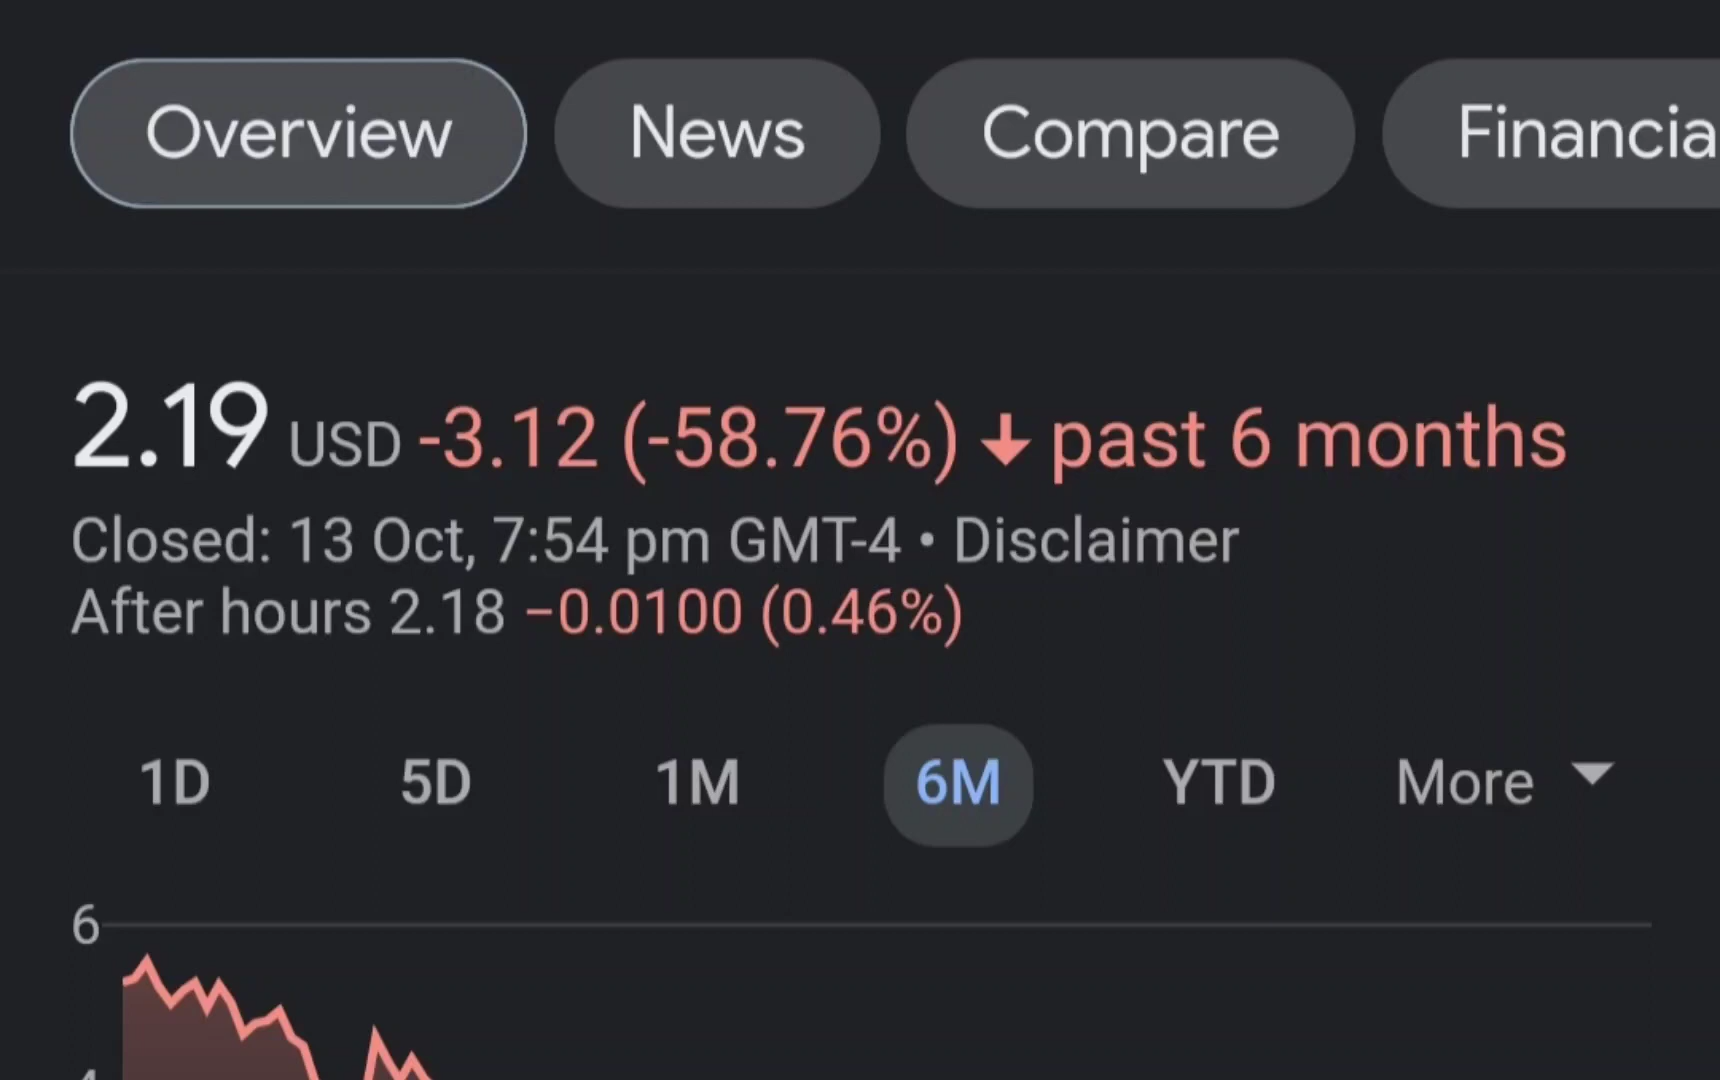 Overview News Compare Financia
2.19 USD -3.12 (-58.76%) ↓ past 6 months
Closed: 13 Oct, 7:54 pm GMT-4 • Disclaimer
After hours 2.18 −0.0100 (0.46%)
1D 5D 1M 6M YTD More
6
4